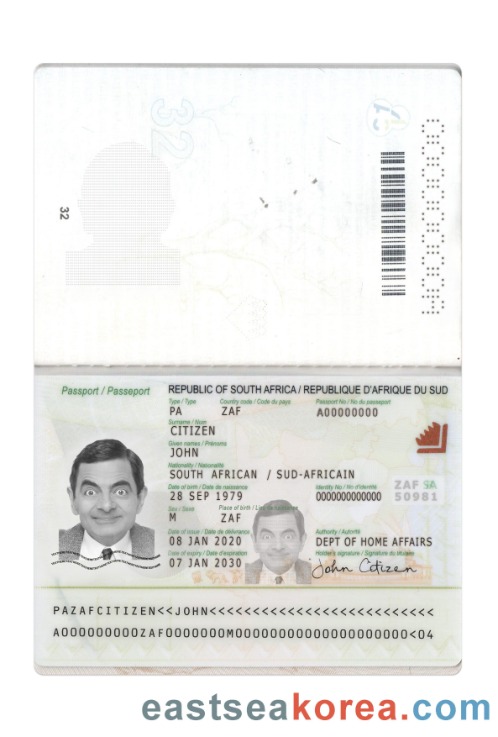 32
32
A00000000
Passport / Passeport
REPUBLIC OF SOUTH AFRICA / REPUBLIQUE D'AFRIQUE DU SUD
Type / Type Country code / Code du pays Passport No / No du passeport
PA ZAF A00000000
Surname / Nom
CITIZEN
Given names / Prénoms
JOHN
Nationality / Nationalité
SOUTH AFRICAN / SUD-AFRICAIN
Date of birth / Date de naissance Identity No / No d'identité
28 SEP 1979 0000000000000
ZAF SA
50981
Sex / Sexe Place of birth /
M ZAF
Date of issue / Date de délivrance Authority / Autorité
08 JAN 2020 DEPT OF HOME AFFAIRS
Date of expiry / Date d'expiration Holder's signature / Signature du titulaire
07 JAN 2030 John Citizen
PAZAFCITIZEN<<JOHN<<<<<<<<<<<<<<<<<<<<<<<<<<
A000000000ZAF0000000M00000000000000000000<04
eastseakorea.com